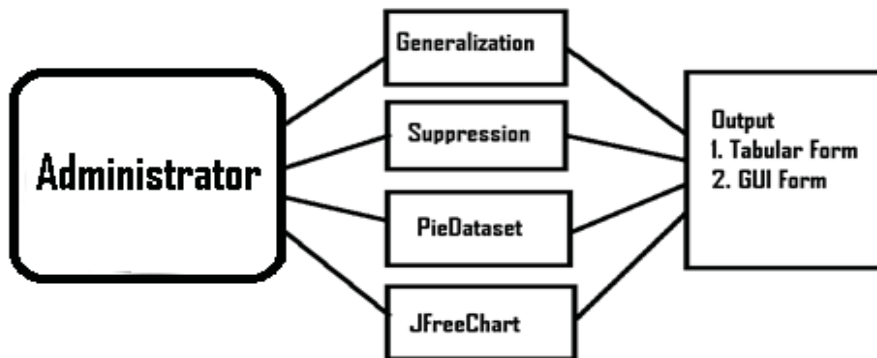 Administrator
Generalization
Suppression
PieDataset
JFreeChart
Output
1. Tabular Form
2. GUI Form